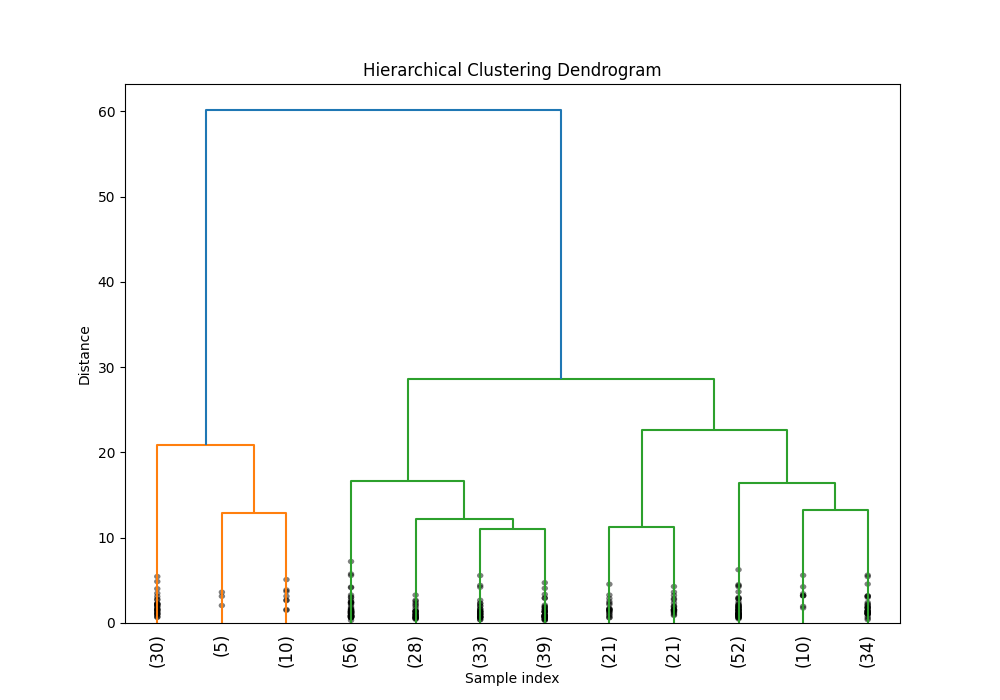 Hierarchical Clustering Dendrogram
Distance
60
50
40
30
20
10
0
(30) (5) (10) (56) (28) (33) (39) (21) (21) (52) (10) (34)
Sample index